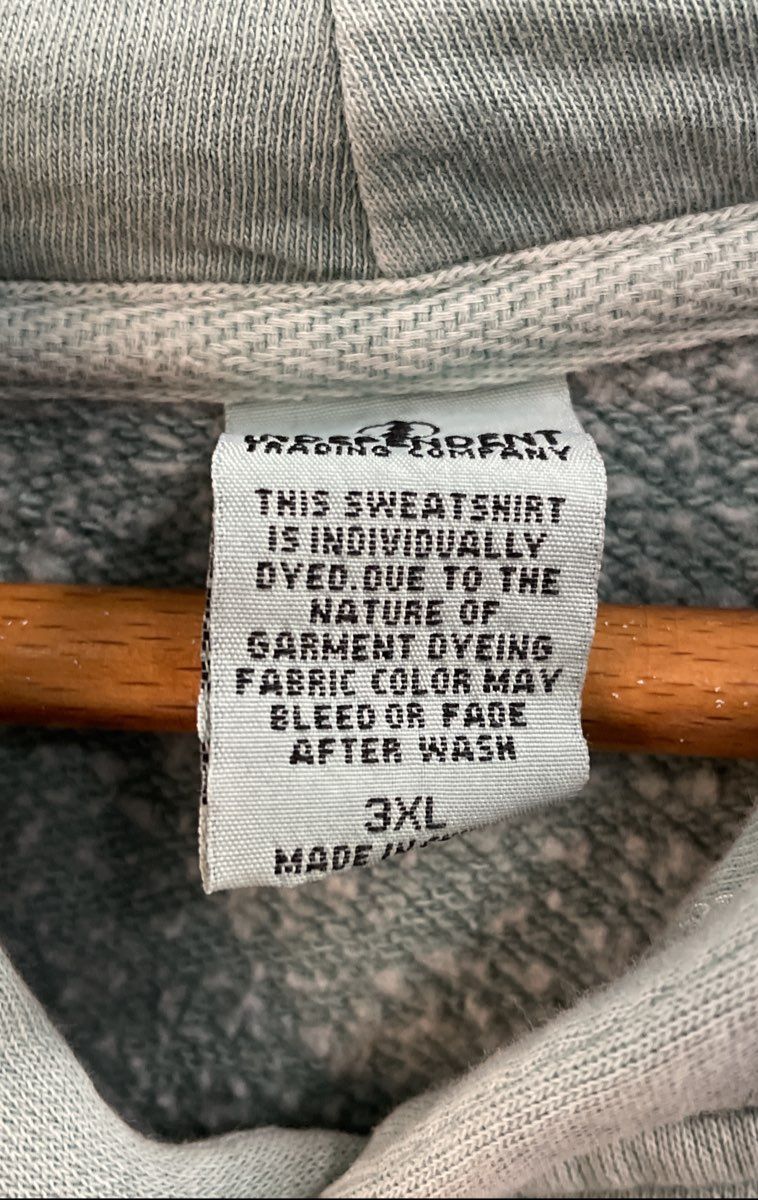 INDEPENDENT
TRADING COMPANY
THIS SWEATSHIRT
IS INDIVIDUALLY
DYED.DUE TO THE
NATURE OF
GARMENT DYEING
FABRIC COLOR MAY
BLEED OR FADE
AFTER WASH
3XL
MADE IN